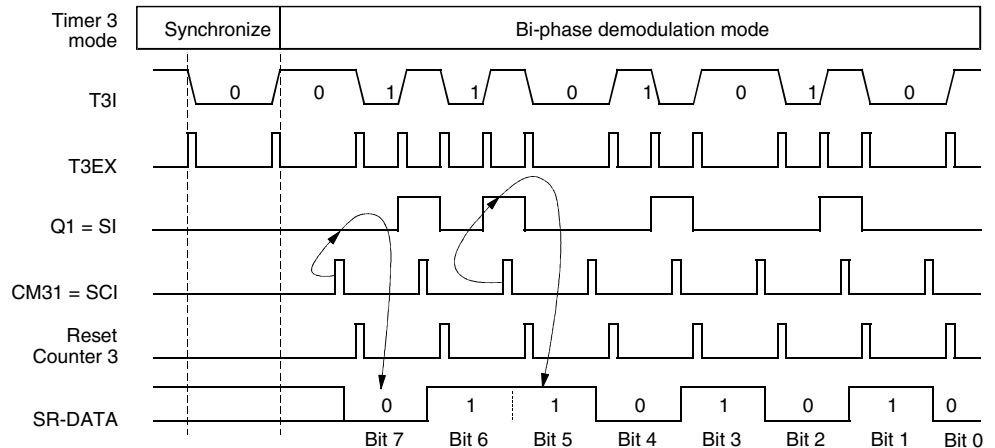 Timer 3
mode
Synchronize
Bi-phase demodulation mode
T3I
0 0 1 1 0 1 0 1 0
T3EX
Q1 = SI
CM31 = SCI
Reset
Counter 3
SR-DATA
0 1 1 0 1 0 1 0
Bit 7 Bit 6 Bit 5 Bit 4 Bit 3 Bit 2 Bit 1 Bit 0